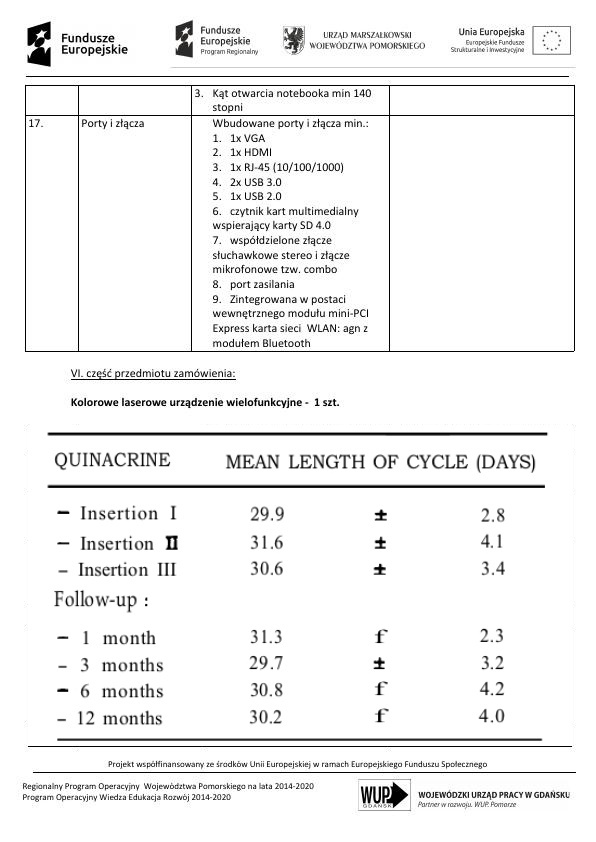 Fundusze
Europejskie
Fundusze
Europejskie
Program Regionalny
URZĄD MARSZAŁKOWSKI
WOJEWÓDZTWA POMORSKIEGO
Unia Europejska
Europejskie Fundusze
Strukturalne i Inwestycyjne
3. Kąt otwarcia notebooka min 140
stopni
17. Porty i złącza Wbudowane porty i złącza min.:
1. 1x VGA
2. 1x HDMI
3. 1x RJ-45 (10/100/1000)
4. 2x USB 3.0
5. 1x USB 2.0
6. czytnik kart multimedialny
wspierający karty SD 4.0
7. współdzielone złącze
słuchawkowe stereo i złącze
mikrofonowe tzw. combo
8. port zasilania
9. Zintegrowana w postaci
wewnętrznego modułu mini-PCI
Express karta sieci WLAN: agn z
modułem Bluetooth
VI. część przedmiotu zamówienia:
Kolorowe laserowe urządzenie wielofunkcyjne - 1 szt.
QUINACRINE MEAN LENGTH OF CYCLE (DAYS)
– Insertion I 29.9 ± 2.8
– Insertion II 31.6 ± 4.1
– Insertion III 30.6 ± 3.4
Follow-up :
– 1 month 31.3 f 2.3
– 3 months 29.7 ± 3.2
– 6 months 30.8 f 4.2
– 12 months 30.2 f 4.0
Projekt współfinansowany ze środków Unii Europejskiej w ramach Europejskiego Funduszu Społecznego
Regionalny Program Operacyjny Województwa Pomorskiego na lata 2014-2020
Program Operacyjny Wiedza Edukacja Rozwój 2014-2020
WUP
GDAŃSK
WOJEWÓDZKI URZĄD PRACY W GDAŃSKU
Partner w rozwoju. WUP. Pomorze